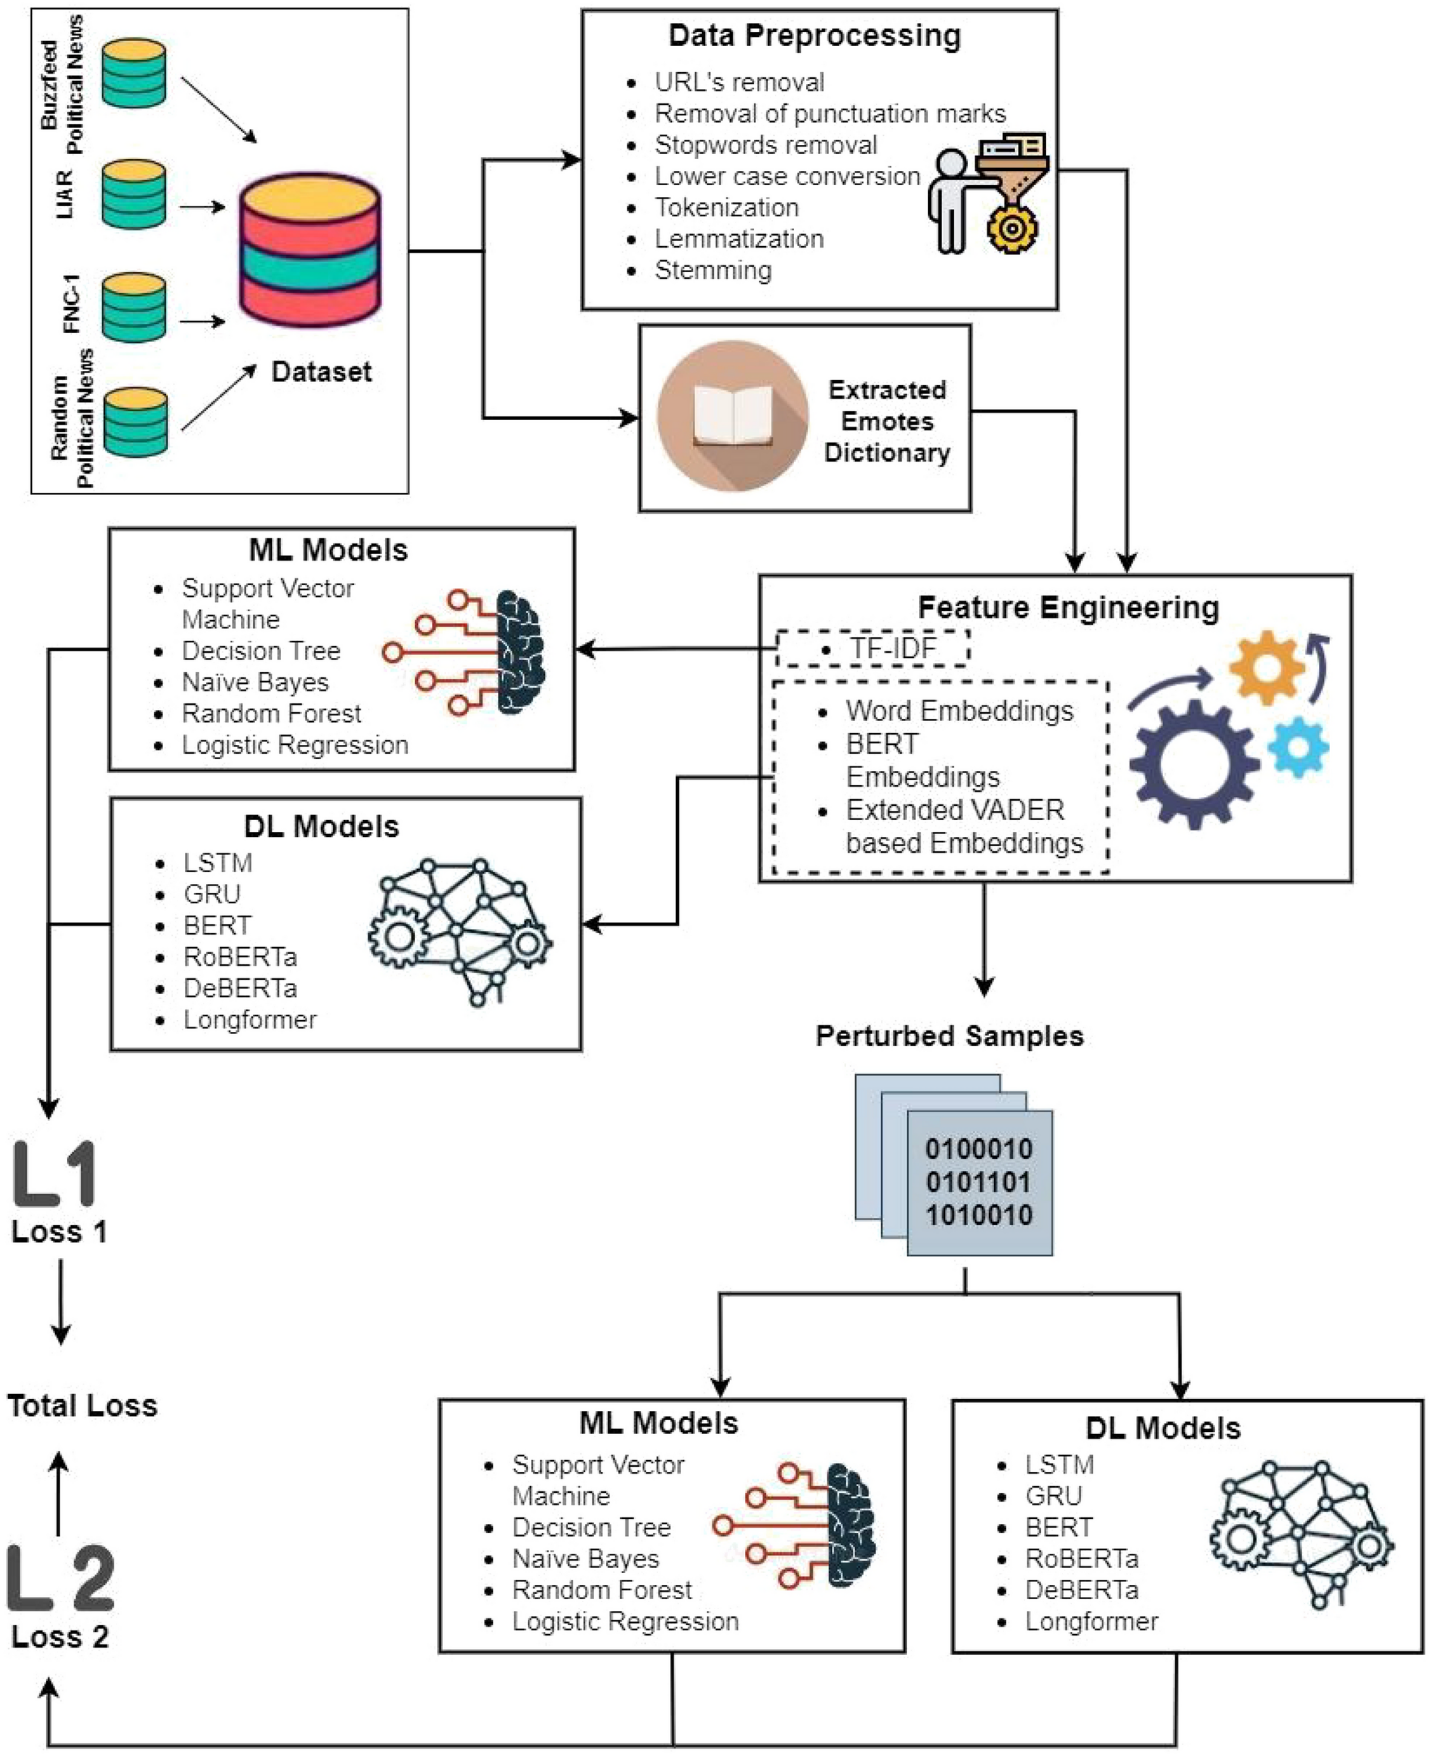 Buzzfeed
Political News
LIAR
FNC-1
Random
Political News
Dataset
Data Preprocessing
• URL's removal
• Removal of punctuation marks
• Stopwords removal
• Lower case conversion
• Tokenization
• Lemmatization
• Stemming
Extracted
Emotes
Dictionary
ML Models
• Support Vector
Machine
• Decision Tree
• Naïve Bayes
• Random Forest
• Logistic Regression
Feature Engineering
• TF-IDF
• Word Embeddings
• BERT
Embeddings
• Extended VADER
based Embeddings
DL Models
• LSTM
• GRU
• BERT
• RoBERTa
• DeBERTa
• Longformer
Perturbed Samples
0100010
0101101
1010010
L1
Loss 1
Total Loss
L 2
Loss 2
ML Models
• Support Vector
Machine
• Decision Tree
• Naïve Bayes
• Random Forest
• Logistic Regression
DL Models
• LSTM
• GRU
• BERT
• RoBERTa
• DeBERTa
• Longformer